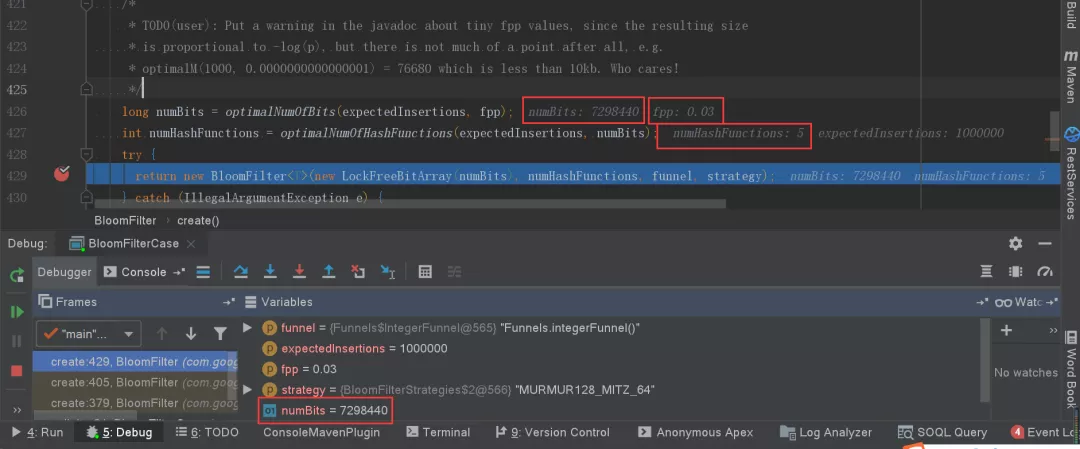 421 /*
422 * TODO(user): Put a warning in the javadoc about tiny fpp values, since the resulting size
423 * is proportional to -log(p), but there is not much of a point after all, e.g.
424 * optimalM(1000, 0.0000000000000001) = 76680 which is less than 10kb. Who cares!
425 */
426 long numBits = optimalNumOfBits(expectedInsertions, fpp); numBits: 7298440 fpp: 0.03
427 int numHashFunctions = optimalNumOfHashFunctions(expectedInsertions, numBits); numHashFunctions: 5 expectedInsertions: 1000000
428 try {
429 return new BloomFilter<T>(new LockFreeBitArray(numBits), numHashFunctions, funnel, strategy); numBits: 7298440 numHashFunctions: 5
430 } catch (IllegalArgumentException e) {
BloomFilter › create()
Build
Maven
RestServices
Word Book
Debug: BloomFilterCase ×
Debugger Console
Frames Variables Watc
"main"...
create:429, BloomFilter (com.goog
create:405, BloomFilter (com.goog
create:379, BloomFilter (com.goog
funnel = {Funnels$IntegerFunnel@565} "Funnels.integerFunnel()"
expectedInsertions = 1000000
fpp = 0.03
strategy = {BloomFilterStrategies$2@566} "MURMUR128_MITZ_64"
numBits = 7298440
No watches
4: Run 5: Debug 6: TODO ConsoleMavenPlugin Terminal 9: Version Control Anonymous Apex Log Analyzer SOQL Query 4 Event Lo